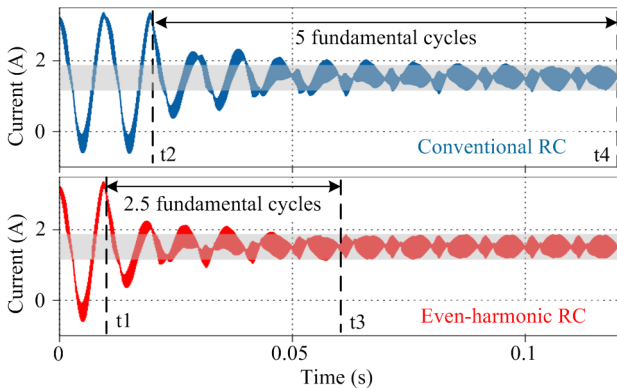 Current (A)
2
0
5 fundamental cycles
t2
Conventional RC
t4
Current (A)
2
0
2.5 fundamental cycles
t1
t3
Even-harmonic RC
0
0.05
0.1
Time (s)